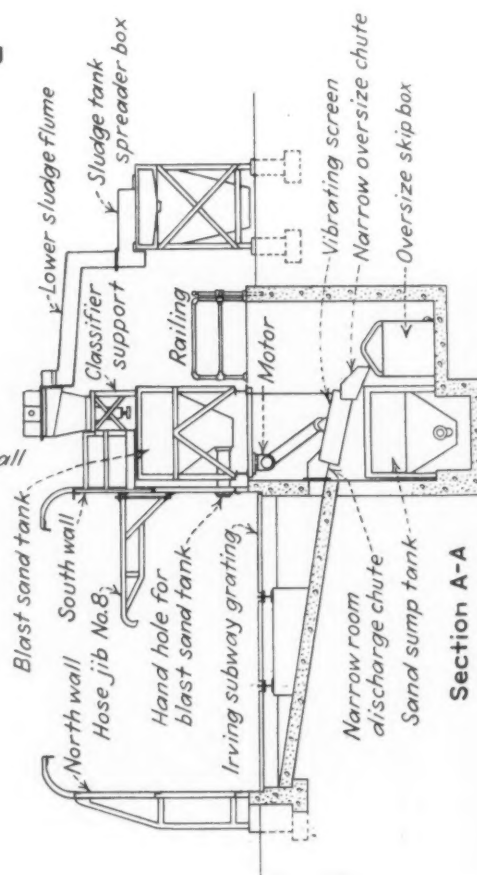 Lower sludge flume
Sludge tank
spreader box
Classifier
support
Railing
Motor
Vibrating screen
Narrow oversize chute
Oversize skip box
all
Blast sand tank
South wall
Hose jib No.8
North wall
Hand hole for
blast sand tank
Irving subway grating
Narrow room
discharge chute
Sand sump tank
Section A-A